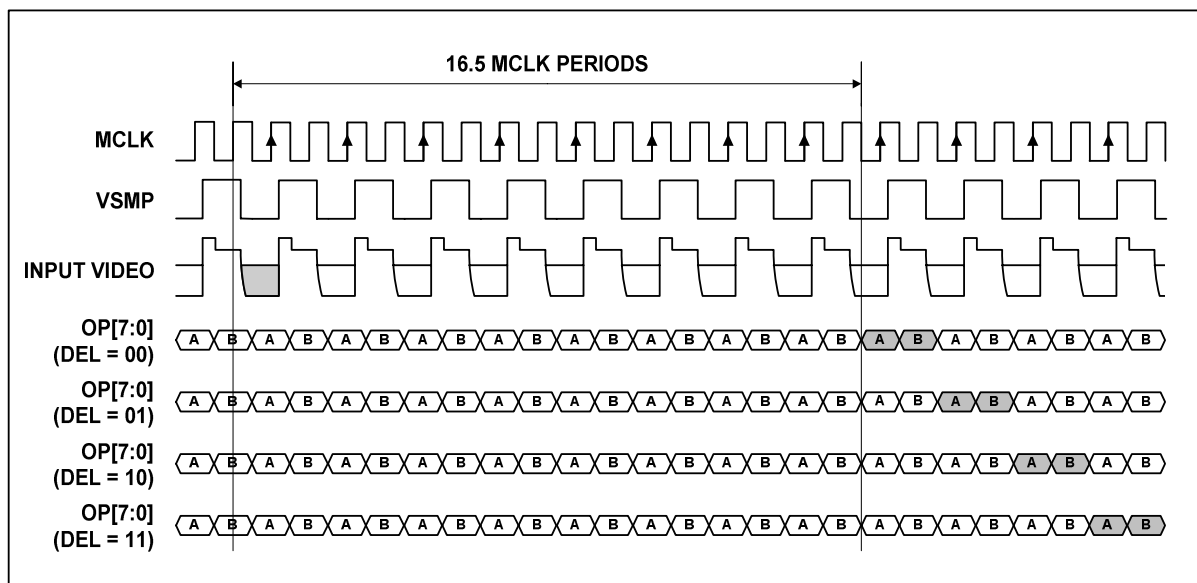 16.5 MCLK PERIODS
MCLK
VSMP
INPUT VIDEO
OP[7:0]
(DEL = 00)
A B A B A B A B A B A B A B A B A B A B A B A B A B
OP[7:0]
(DEL = 01)
A B A B A B A B A B A B A B A B A B A B A B A B A B
OP[7:0]
(DEL = 10)
A B A B A B A B A B A B A B A B A B A B A B A B A B
OP[7:0]
(DEL = 11)
A B A B A B A B A B A B A B A B A B A B A B A B A B